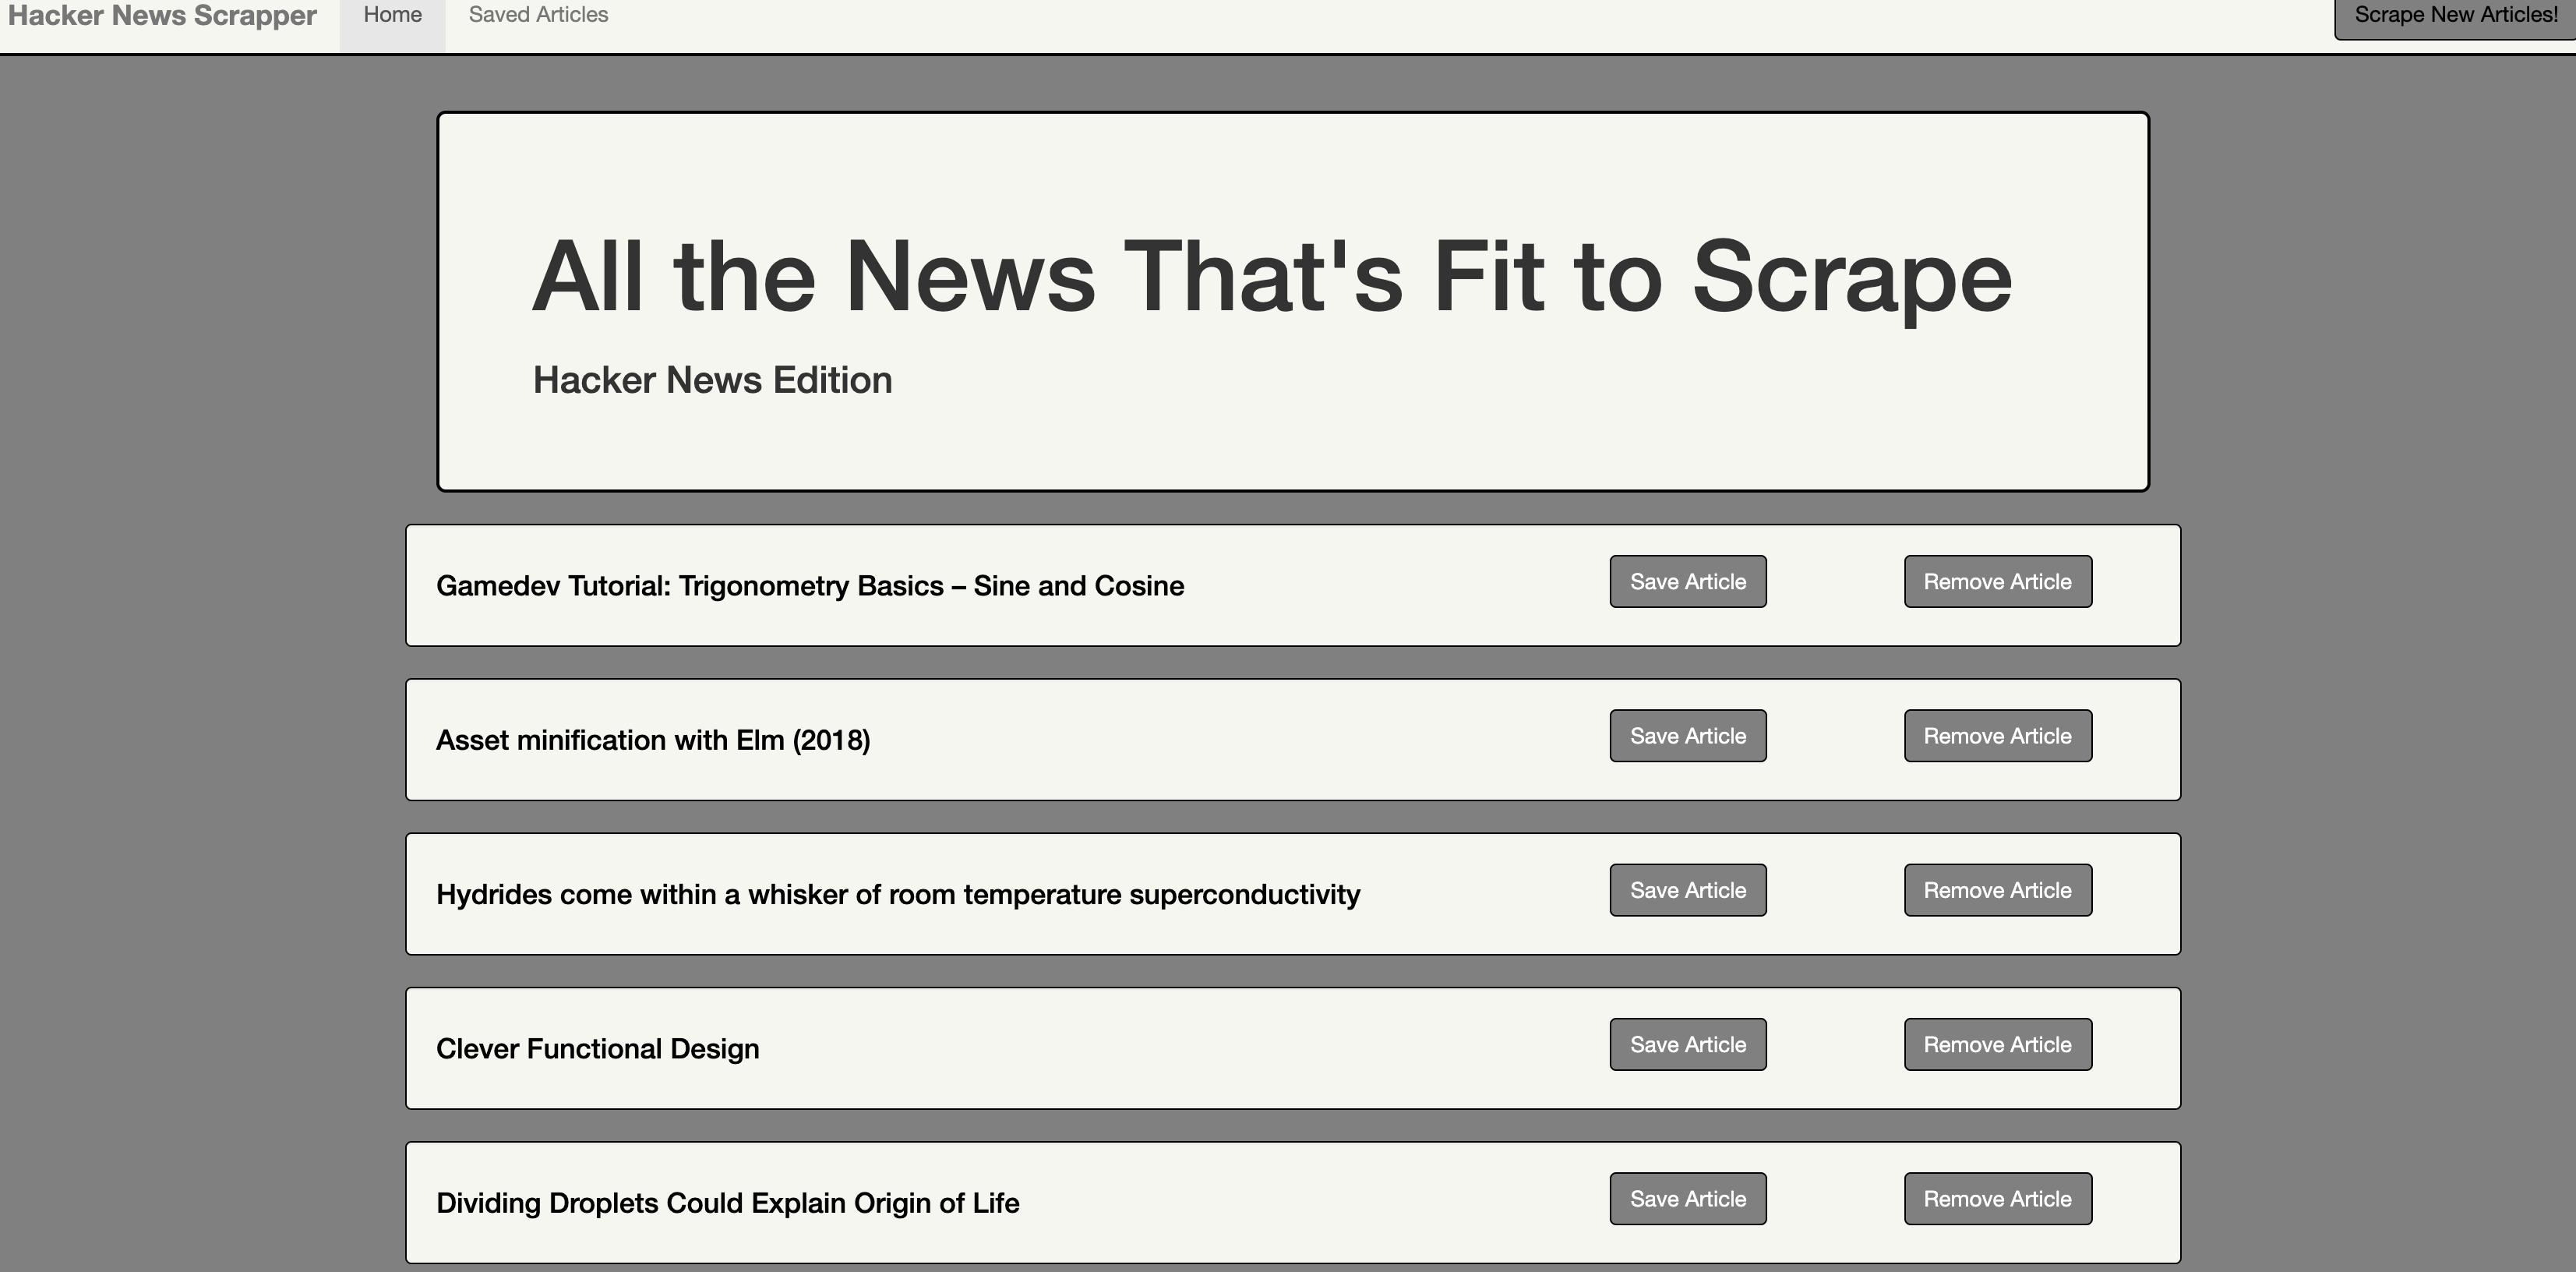 Hacker News Scrapper Home Saved Articles Scrape New Articles!
All the News That's Fit to Scrape
Hacker News Edition
Gamedev Tutorial: Trigonometry Basics – Sine and Cosine Save Article Remove Article
Asset minification with Elm (2018) Save Article Remove Article
Hydrides come within a whisker of room temperature superconductivity Save Article Remove Article
Clever Functional Design Save Article Remove Article
Dividing Droplets Could Explain Origin of Life Save Article Remove Article